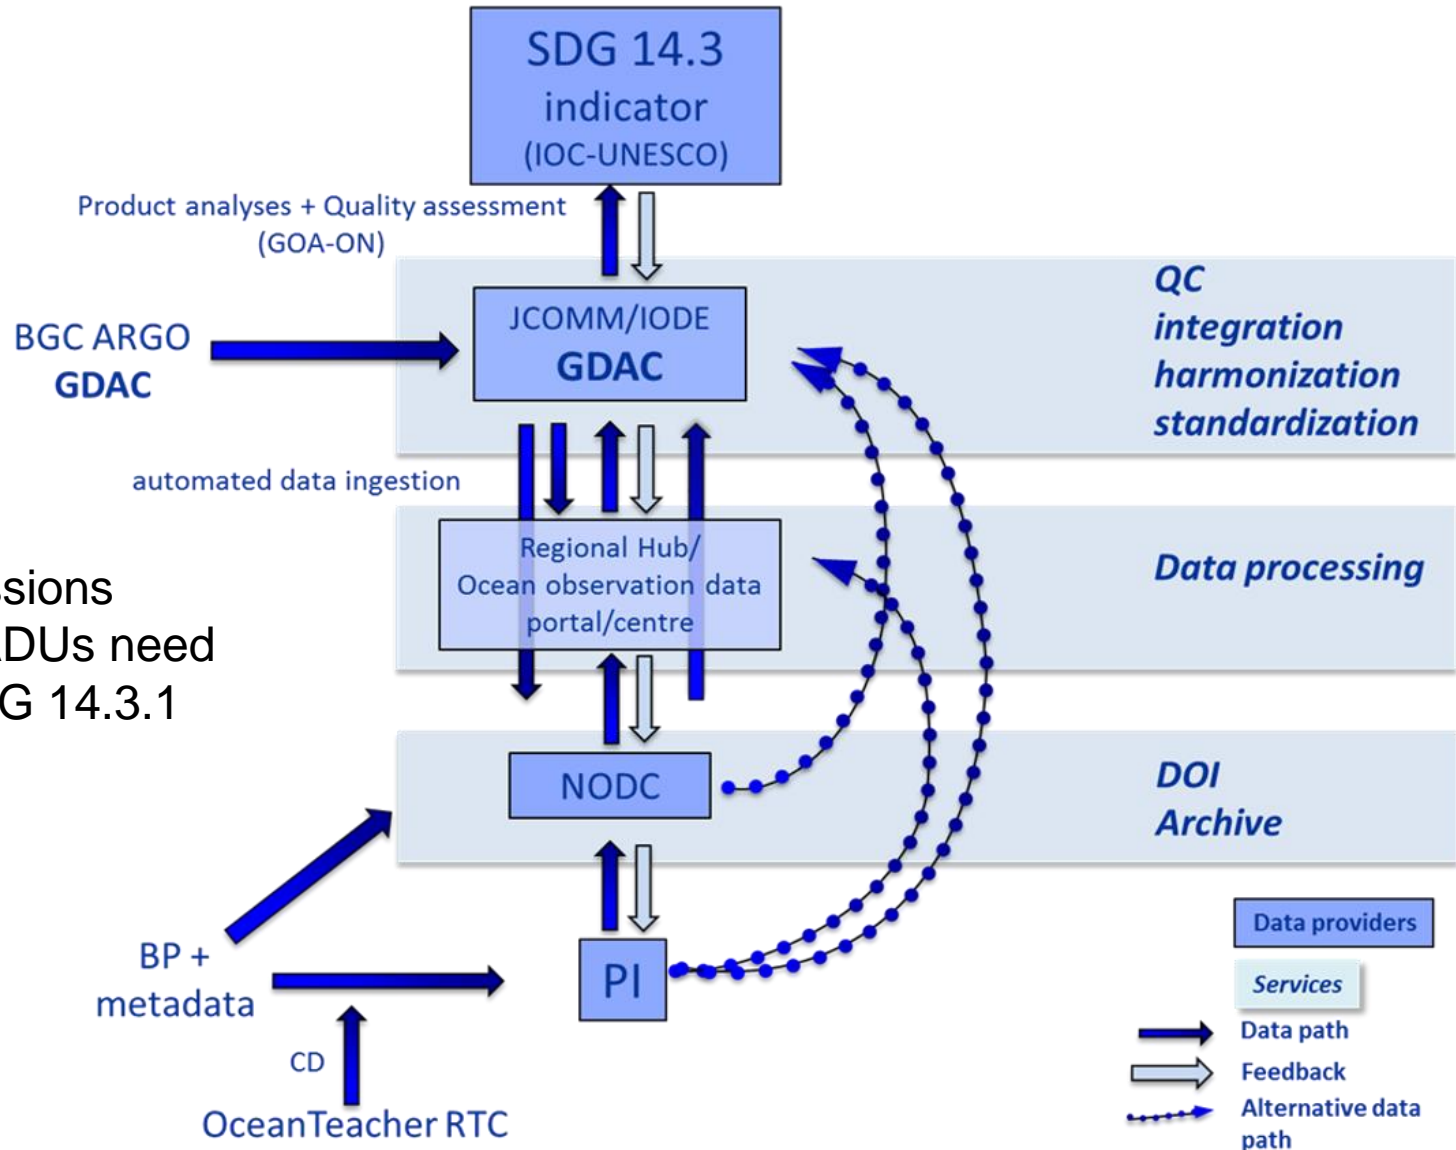 SDG 14.3
indicator
(IOC-UNESCO)
Product analyses + Quality assessment
(GOA-ON)
QC
integration
harmonization
standardization
JCOMM/IODE
GDAC
BGC ARGO
GDAC
automated data ingestion
Regional Hub/
Ocean observation data
portal/centre
Data processing
ssions
ADUs need
G 14.3.1
NODC
DOI
Archive
BP +
metadata
PI
CD
OceanTeacher RTC
Data providers
Services
Data path
Feedback
Alternative data
path